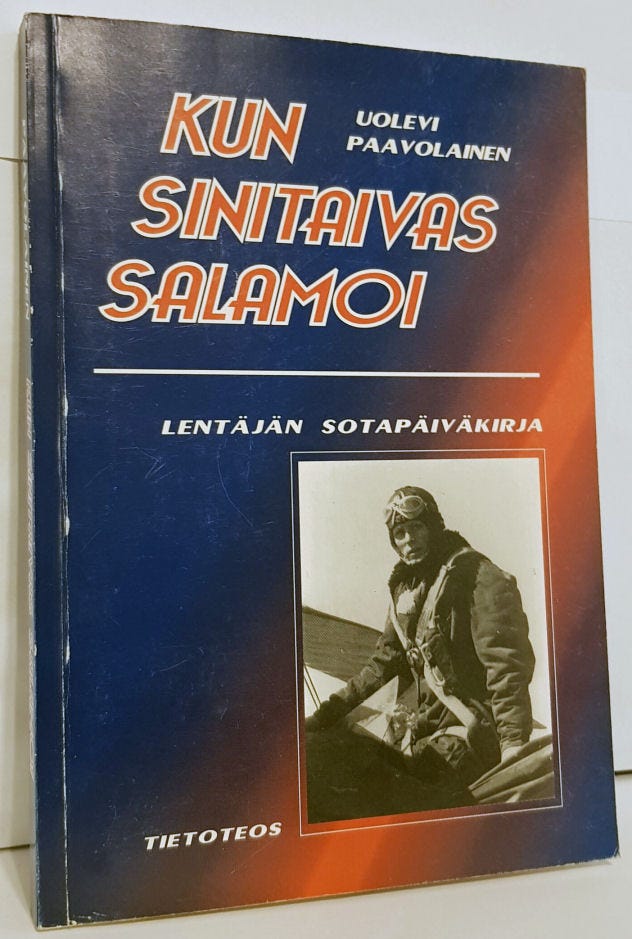 KUN
UOLEVI
PAAVOLAINEN
SINITAIVAS
SALAMOI
LENTÄJÄN SOTAPÄIVÄKIRJA
TIETOTEOS